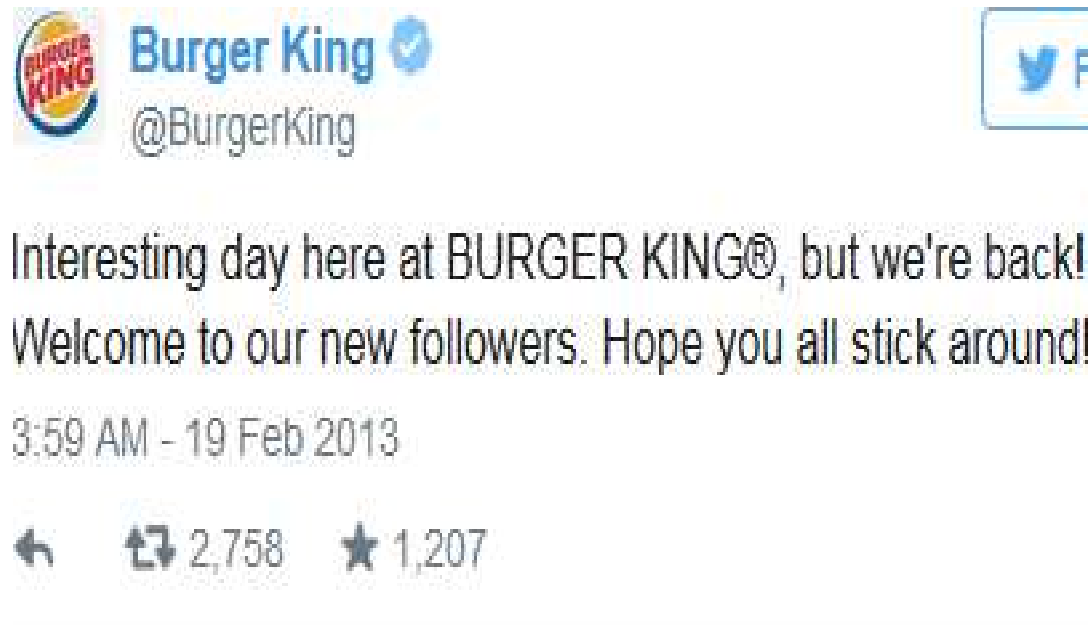 BURGER
KING
Burger King
@BurgerKing
Interesting day here at BURGER KING®, but we're back!
Welcome to our new followers. Hope you all stick around!
3:59 AM - 19 Feb 2013
2,758 1,207